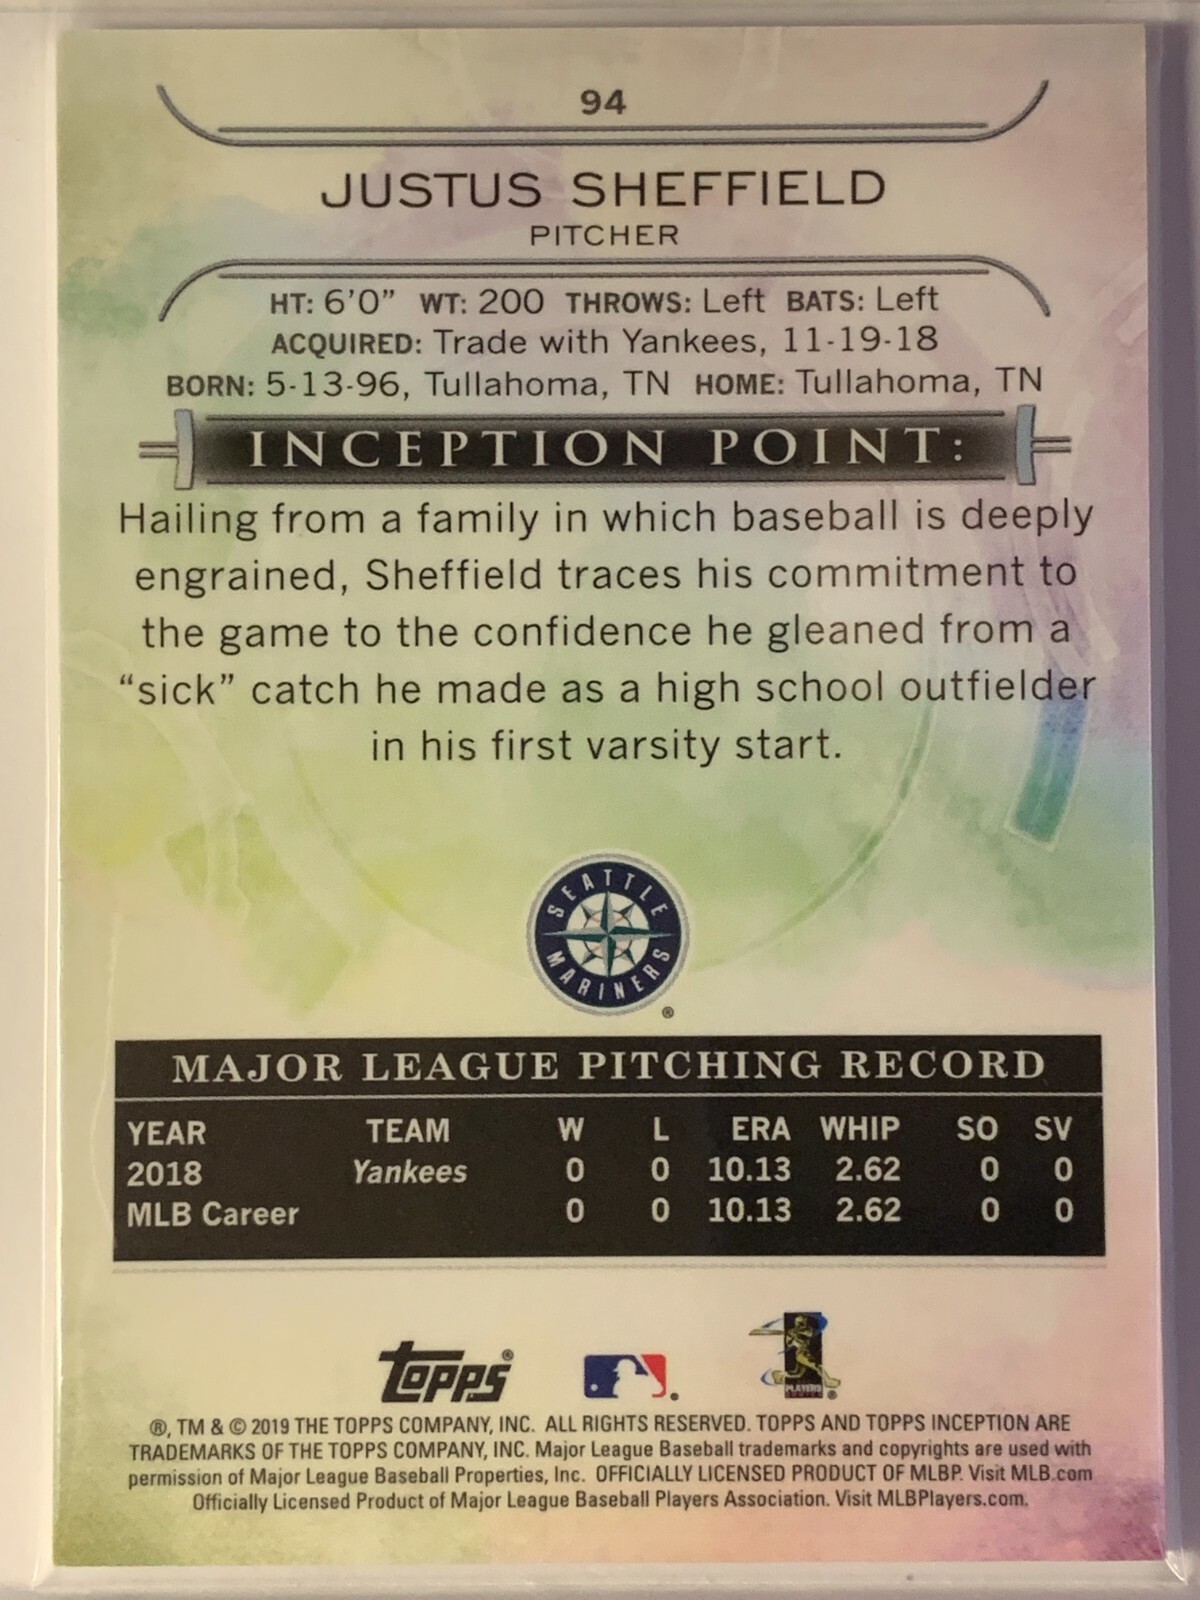 94
JUSTUS SHEFFIELD
PITCHER
HT: 6'0” WT: 200 THROWS: Left BATS: Left
ACQUIRED: Trade with Yankees, 11-19-18
BORN: 5-13-96, Tullahoma, TN HOME: Tullahoma, TN
INCEPTION POINT:
Hailing from a family in which baseball is deeply
engrained, Sheffield traces his commitment to
the game to the confidence he gleaned from a
“sick” catch he made as a high school outfielder
in his first varsity start.
SEATTLE
MARINERS
®
MAJOR LEAGUE PITCHING RECORD
YEAR TEAM W L ERA WHIP SO SV
2018 Yankees 0 0 10.13 2.62 0 0
MLB Career 0 0 10.13 2.62 0 0
Topps®
PLAYERS ®
®, TM & © 2019 THE TOPPS COMPANY, INC. ALL RIGHTS RESERVED. TOPPS AND TOPPS INCEPTION ARE
TRADEMARKS OF THE TOPPS COMPANY, INC. Major League Baseball trademarks and copyrights are used with
permission of Major League Baseball Properties, Inc. OFFICIALLY LICENSED PRODUCT OF MLBP. Visit MLB.com
Officially Licensed Product of Major League Baseball Players Association. Visit MLBPlayers.com.